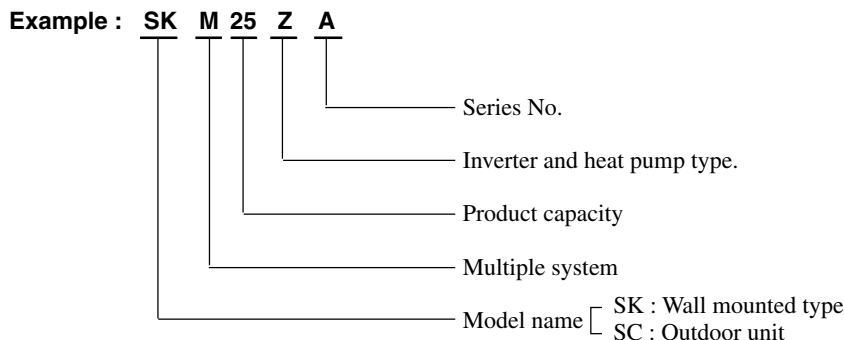 Example : SK M 25 Z A
Series No.
Inverter and heat pump type.
Product capacity
Multiple system
Model name SK : Wall mounted type
SC : Outdoor unit